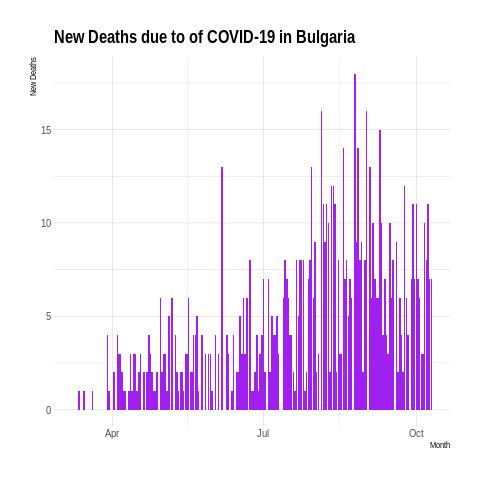 New Deaths due to of COVID-19 in Bulgaria
New Deaths
15
10
5
0
Apr
Jul
Oct
Month